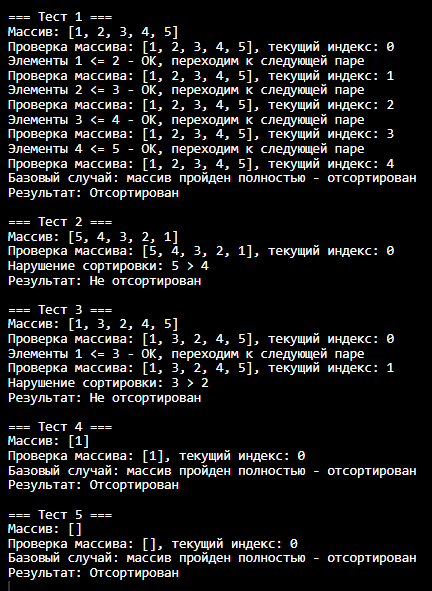 === Тест 1 ===
Массив: [1, 2, 3, 4, 5]
Проверка массива: [1, 2, 3, 4, 5], текущий индекс: 0
Элементы 1 <= 2 - ОК, переходим к следующей паре
Проверка массива: [1, 2, 3, 4, 5], текущий индекс: 1
Элементы 2 <= 3 - ОК, переходим к следующей паре
Проверка массива: [1, 2, 3, 4, 5], текущий индекс: 2
Элементы 3 <= 4 - ОК, переходим к следующей паре
Проверка массива: [1, 2, 3, 4, 5], текущий индекс: 3
Элементы 4 <= 5 - ОК, переходим к следующей паре
Проверка массива: [1, 2, 3, 4, 5], текущий индекс: 4
Базовый случай: массив пройден полностью - отсортирован
Результат: Отсортирован
=== Тест 2 ===
Массив: [5, 4, 3, 2, 1]
Проверка массива: [5, 4, 3, 2, 1], текущий индекс: 0
Нарушение сортировки: 5 > 4
Результат: Не отсортирован
=== Тест 3 ===
Массив: [1, 3, 2, 4, 5]
Проверка массива: [1, 3, 2, 4, 5], текущий индекс: 0
Элементы 1 <= 3 - ОК, переходим к следующей паре
Проверка массива: [1, 3, 2, 4, 5], текущий индекс: 1
Нарушение сортировки: 3 > 2
Результат: Не отсортирован
=== Тест 4 ===
Массив: [1]
Проверка массива: [1], текущий индекс: 0
Базовый случай: массив пройден полностью - отсортирован
Результат: Отсортирован
=== Тест 5 ===
Массив: []
Проверка массива: [], текущий индекс: 0
Базовый случай: массив пройден полностью - отсортирован
Результат: Отсортирован